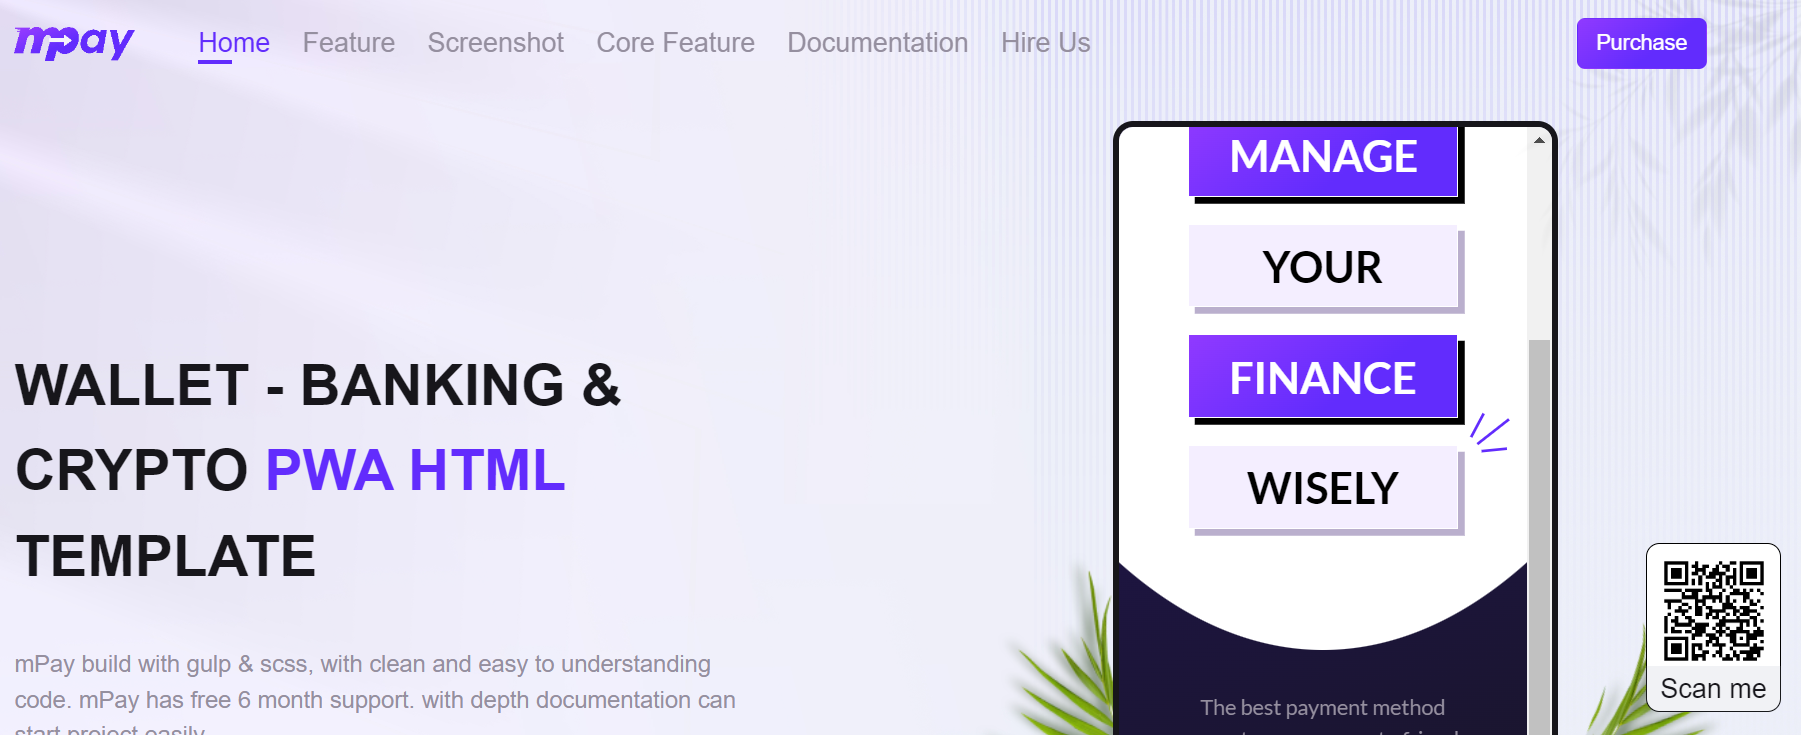 mpay
Home
Feature
Screenshot
Core Feature
Documentation
Hire Us
Purchase
WALLET - BANKING &
CRYPTO PWA HTML
TEMPLATE
mPay build with gulp & scss, with clean and easy to understanding
code. mPay has free 6 month support. with depth documentation can
start project easily
MANAGE
YOUR
FINANCE
WISELY
The best payment method
Scan me